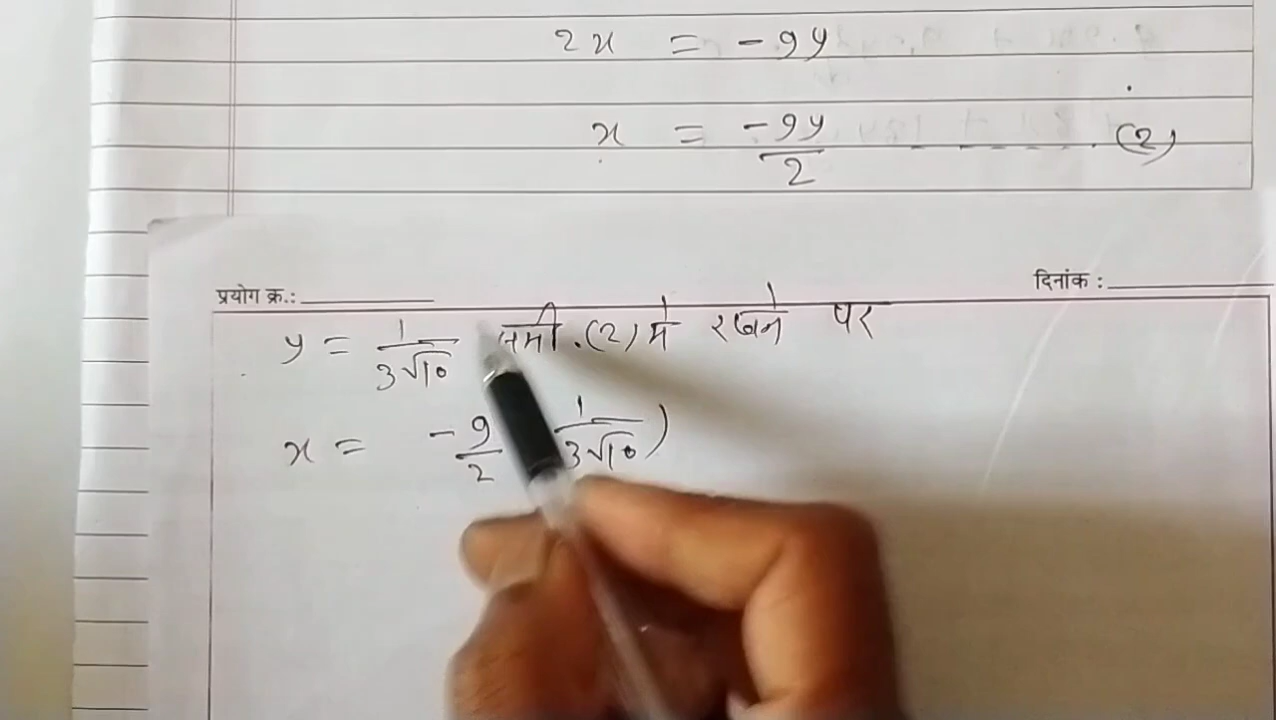 2x = -9y
x = -9y/2 - - - - - (2)
प्रयोग क्र.: दिनांक :
y = 1/3√10 समी. (2) मे रखने पर
x = -9/2 1/3√10 )